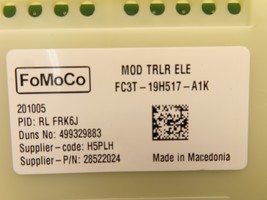 FoMoCo
MOD TRLR ELE
FC3T-19H517-A1K
201005
PID: RL FRK6J
Duns No: 499329883
Supplier-code: H5PLH
Supplier-P/N: 28522024
Made in Macedonia